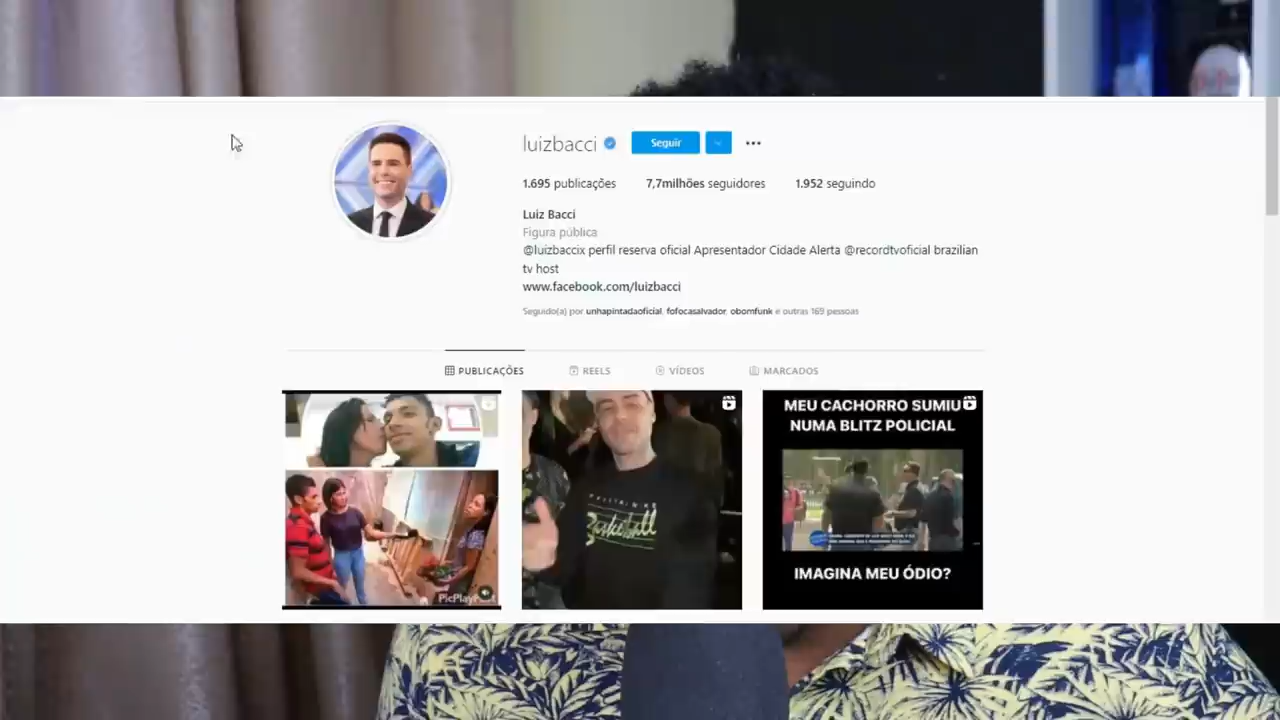 luizbacci
Seguir
1.695 publicações
7,7milhões seguidores
1.952 seguindo
Luiz Bacci
Figura pública
@luizbaccix perfil reserva oficial Apresentador Cidade Alerta @recordtvoficial brazilian
tv host
www.facebook.com/luizbacci
Seguido(a) por unhapintadaoficial, fofocasalvador, obomfunk e outras 169 pessoas
PUBLICAÇÕES
REELS
VÍDEOS
MARCADOS
PicPlayPost
Basketball
MEU CACHORRO SUMIU
NUMA BLITZ POLICIAL
IMAGINA MEU ÓDIO?